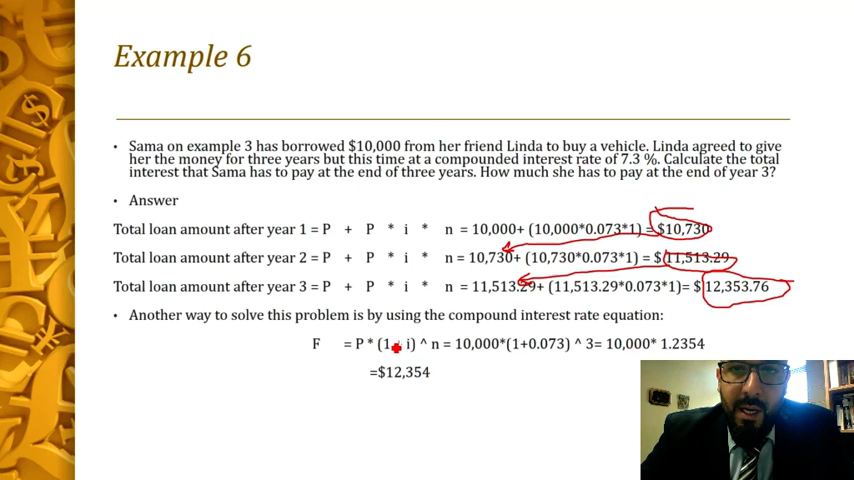 Example 6
• Sama on example 3 has borrowed $10,000 from her friend Linda to buy a vehicle. Linda agreed to give
her the money for three years but this time at a compounded interest rate of 7.3 %. Calculate the total
interest that Sama has to pay at the end of three years. How much she has to pay at the end of year 3?
• Answer
Total loan amount after year 1 = P + P * i * n = 10,000+ (10,000*0.073*1) = $10,730
Total loan amount after year 2 = P + P * i * n = 10,730+ (10,730*0.073*1) = $ 11,513.29
Total loan amount after year 3 = P + P * i * n = 11,513.29+ (11,513.29*0.073*1)= $ 12,353.76
• Another way to solve this problem is by using the compound interest rate equation:
F = P * (1 + i) ^ n = 10,000*(1+0.073) ^ 3= 10,000* 1.2354
=$12,354